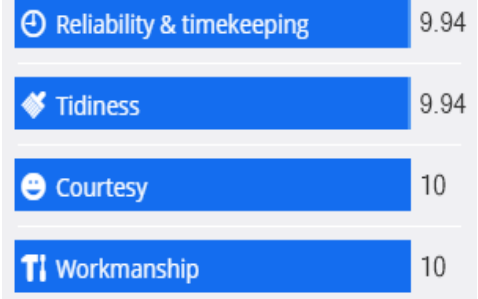 Reliability & timekeeping 9.94
Tidiness 9.94
Courtesy 10
Workmanship 10